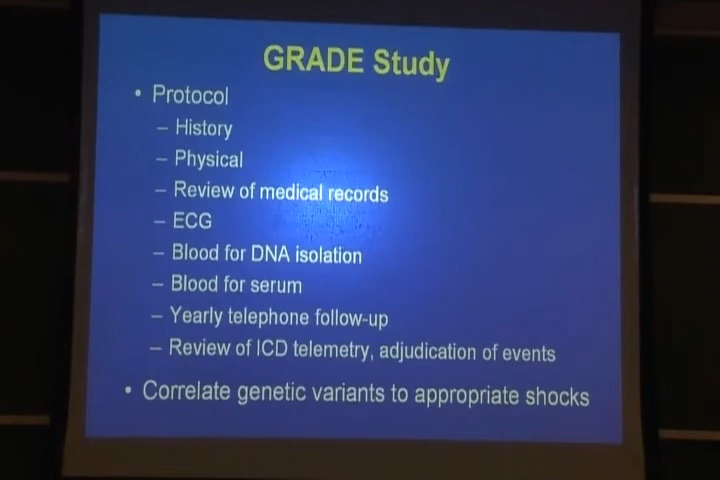 GRADE Study
• Protocol
– History
– Physical
– Review of medical records
– ECG
– Blood for DNA isolation
– Blood for serum
– Yearly telephone follow-up
– Review of ICD telemetry, adjudication of events
• Correlate genetic variants to appropriate shocks